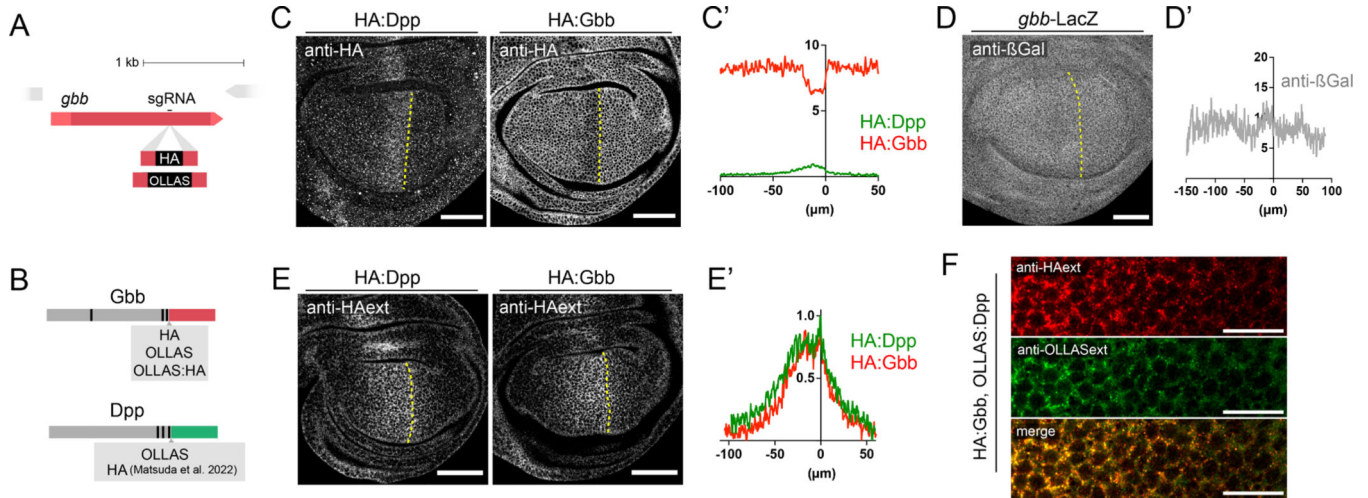 A
1 kb
gbb
sgRNA
HA
OLLAS
B
Gbb
HA
OLLAS
OLLAS:HA
Dpp
OLLAS
HA (Matsuda et al. 2022)
C
HA:Dpp
HA:Gbb
anti-HA
anti-HA
C'
10
5
HA:Dpp
HA:Gbb
-100
-50
0
50
(µm)
D
gbb-LacZ
anti-ßGal
D'
20
15
10
5
anti-ßGal
-150
-100
-50
0
50
100
(µm)
E
HA:Dpp
HA:Gbb
anti-HAext
anti-HAext
E'
1.0
0.5
HA:Dpp
HA:Gbb
-100
-50
0
50
(µm)
F
HA:Gbb, OLLAS:Dpp
anti-HAext
anti-OLLASext
merge